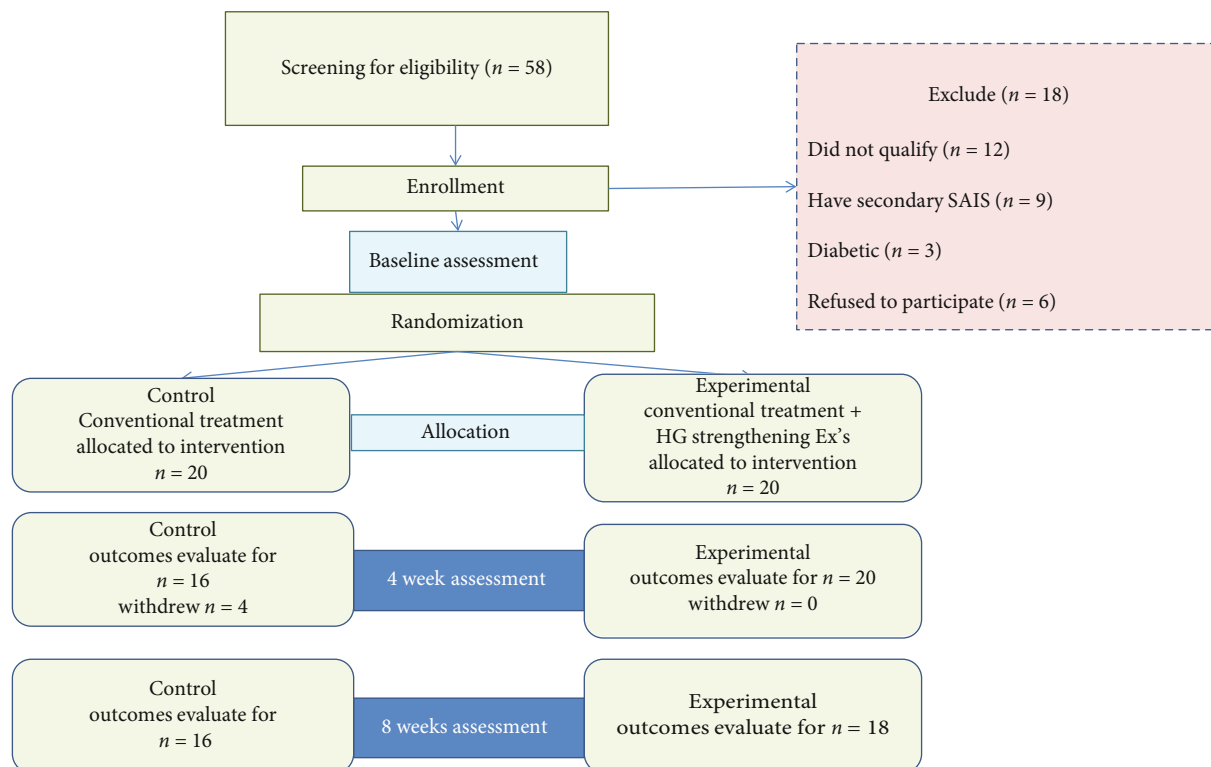 Screening for eligibility (n = 58)
Exclude (n = 18)
Did not qualify (n = 12)
Have secondary SAIS (n = 9)
Diabetic (n = 3)
Refused to participate (n = 6)
Enrollment
Baseline assessment
Randomization
Control
Conventional treatment
allocated to intervention
n = 20
Allocation
Experimental
conventional treatment +
HG strengthening Ex's
allocated to intervention
n = 20
Control
outcomes evaluate for
n = 16
withdrew n = 4
4 week assessment
Experimental
outcomes evaluate for n = 20
withdrew n = 0
Control
outcomes evaluate for
n = 16
8 weeks assessment
Experimental
outcomes evaluate for n = 18